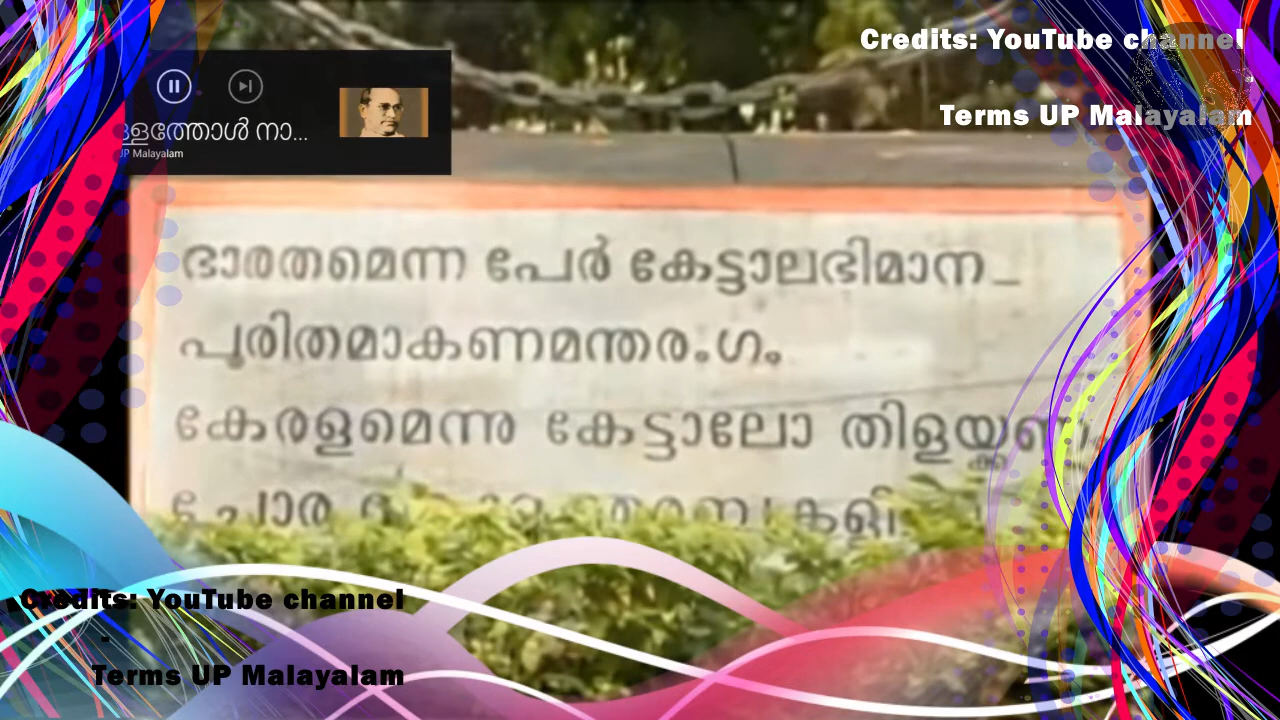 Credits: YouTube channel
Terms UP Malayalam
ള്ളത്തോൾ നാ...
UP Malayalam
ഭാരതമെന്ന പേർ കേട്ടാലഭിമാന_
പൂരിതമാകണമന്തരംഗം
കേരളമെന്നു കേട്ടാലോ തിളയ്ക്കണം
ചോര
Credits: YouTube channel
-
Terms UP Malayalam